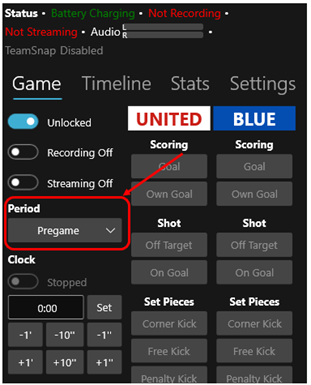 Status • Battery Charging • Not Recording •
Not Streaming • Audio L R •
TeamSnap Disabled
Game Timeline Stats Settings
Unlocked
Recording Off
Streaming Off
Period
Pregame
Clock
Stopped
0:00 Set
-1' -10" -1"
+1' +10" +1"
UNITED BLUE
Scoring Scoring
Goal Goal
Own Goal Own Goal
Shot Shot
Off Target Off Target
On Goal On Goal
Set Pieces Set Pieces
Corner Kick Corner Kick
Free Kick Free Kick
Penalty Kick Penalty Kick